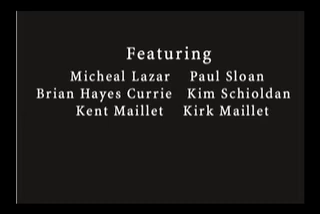 Featuring
Micheal Lazar Paul Sloan
Brian Hayes Currie Kim Schioldan
Kent Maillet Kirk Maillet